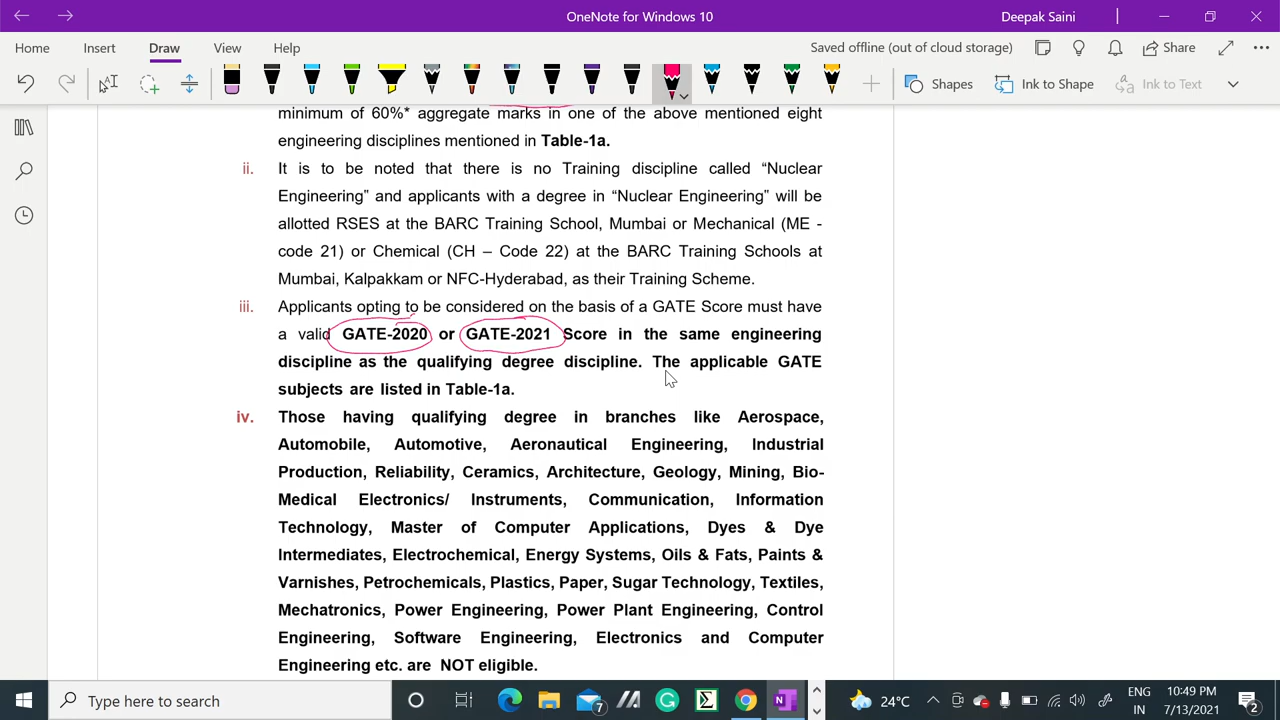 OneNote for Windows 10
Deepak Saini
Home Insert Draw View Help
Saved offline (out of cloud storage)
Share
Shapes
Ink to Shape
Ink to Text
minimum of 60%* aggregate marks in one of the above mentioned eight
engineering disciplines mentioned in Table-1a.
ii. It is to be noted that there is no Training discipline called “Nuclear
Engineering” and applicants with a degree in “Nuclear Engineering” will be
allotted RSES at the BARC Training School, Mumbai or Mechanical (ME -
code 21) or Chemical (CH – Code 22) at the BARC Training Schools at
Mumbai, Kalpakkam or NFC-Hyderabad, as their Training Scheme.
iii. Applicants opting to be considered on the basis of a GATE Score must have
a valid GATE-2020 or GATE-2021 Score in the same engineering
discipline as the qualifying degree discipline. The applicable GATE
subjects are listed in Table-1a.
iv. Those having qualifying degree in branches like Aerospace,
Automobile, Automotive, Aeronautical Engineering, Industrial
Production, Reliability, Ceramics, Architecture, Geology, Mining, Bio-
Medical Electronics/ Instruments, Communication, Information
Technology, Master of Computer Applications, Dyes & Dye
Intermediates, Electrochemical, Energy Systems, Oils & Fats, Paints &
Varnishes, Petrochemicals, Plastics, Paper, Sugar Technology, Textiles,
Mechatronics, Power Engineering, Power Plant Engineering, Control
Engineering, Software Engineering, Electronics and Computer
Engineering etc. are NOT eligible.
Type here to search
7
24°C
ENG
IN
10:49 PM
7/13/2021
2